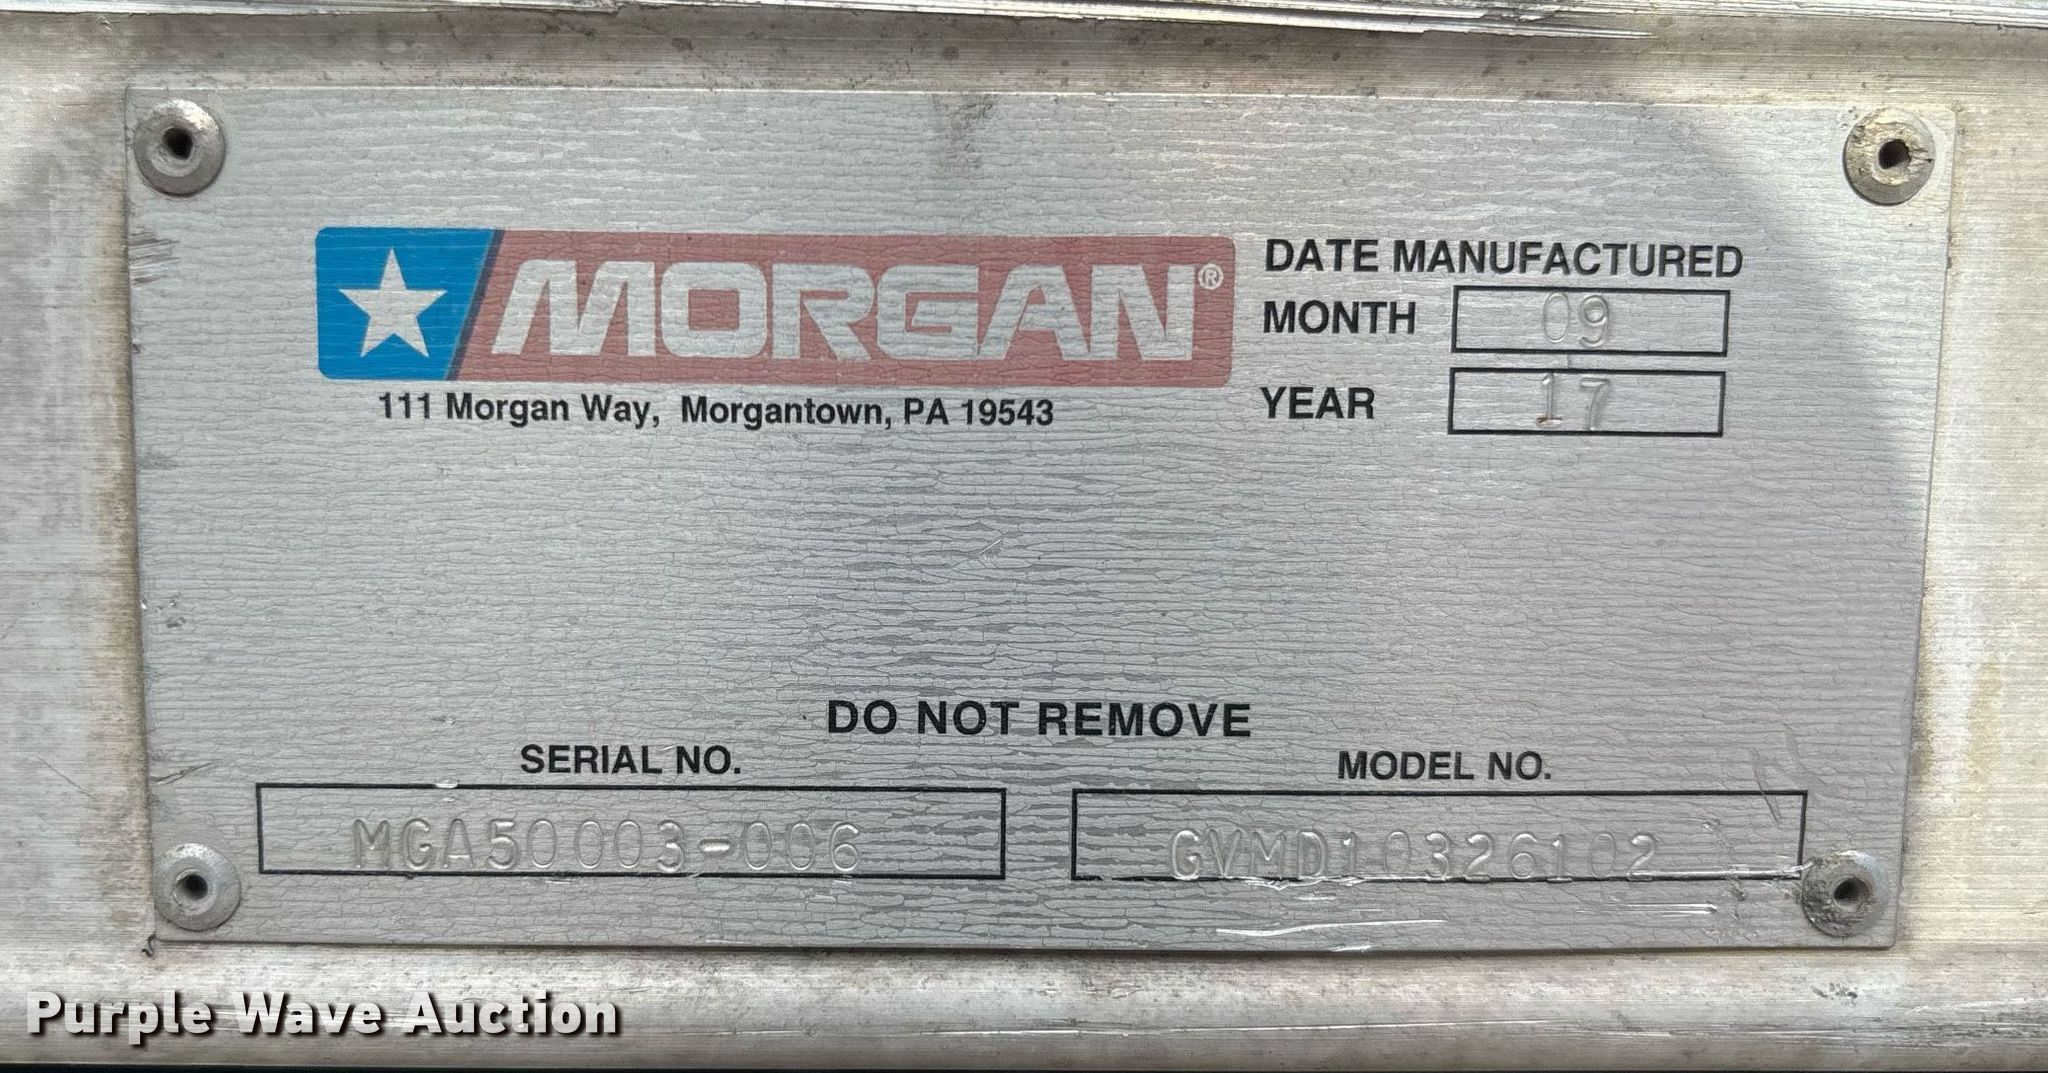 MORGAN®
111 Morgan Way, Morgantown, PA 19543
DATE MANUFACTURED
MONTH 09
YEAR 17
DO NOT REMOVE
SERIAL NO.
MGA50003-006
MODEL NO.
GVMD10326102
Purple Wave Auction